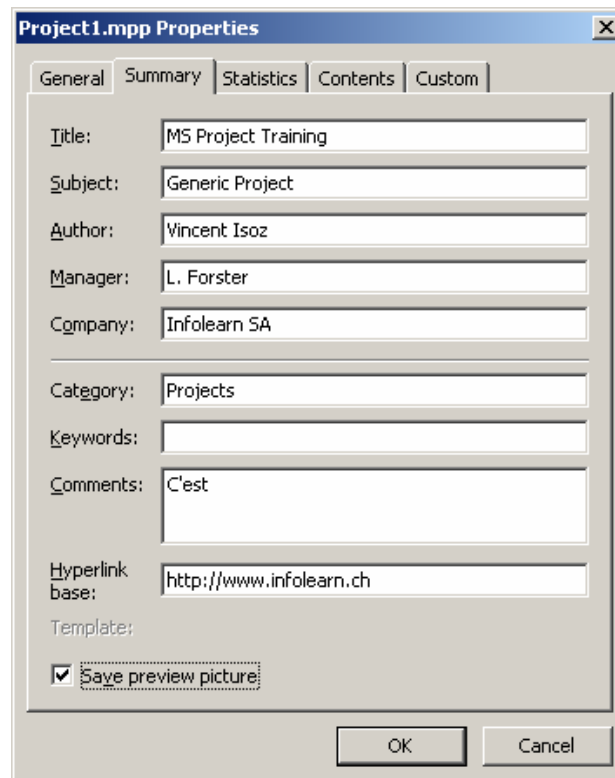 Project1.mpp Properties
General Summary Statistics Contents Custom
Title: MS Project Training
Subject: Generic Project
Author: Vincent Isoz
Manager: L. Forster
Company: Infolearn SA
Category: Projects
Keywords:
Comments: C'est
Hyperlink
base: http://www.infolearn.ch
Template:
Save preview picture
OK Cancel